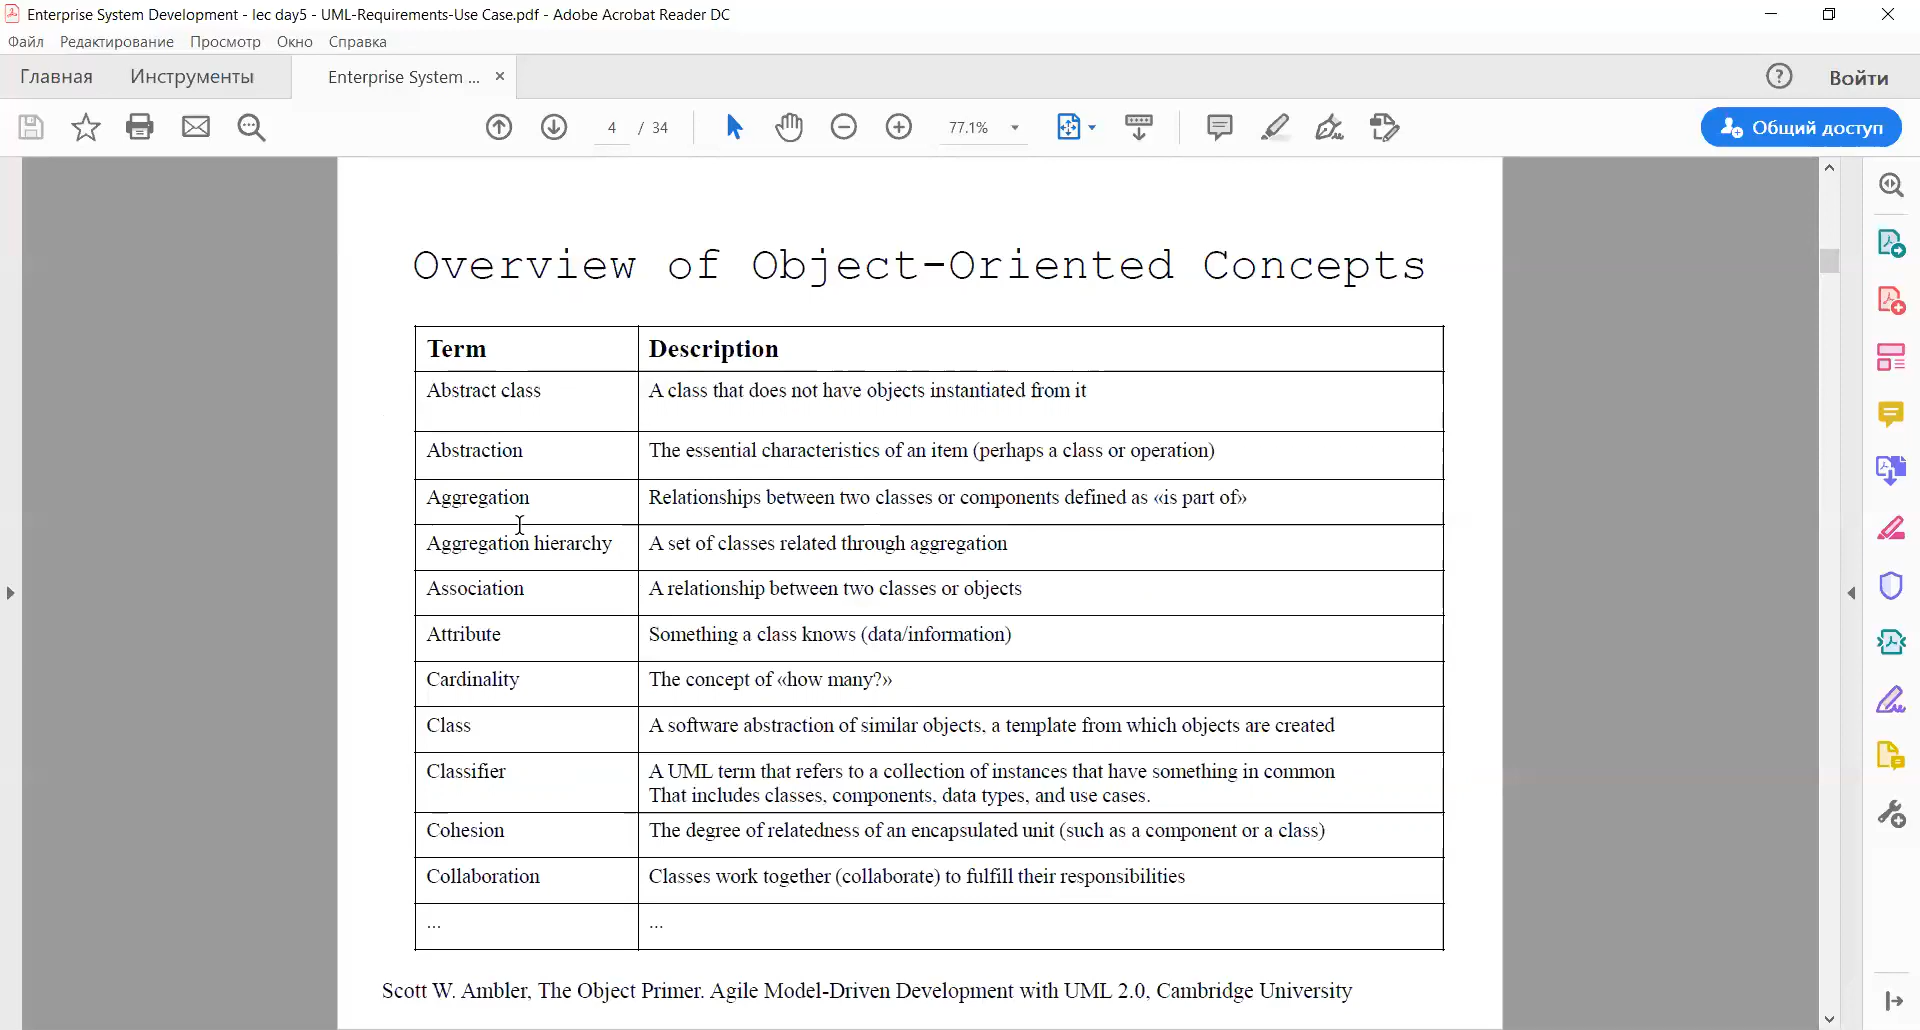 Enterprise System Development - lec day5 - UML-Requirements-Use Case.pdf - Adobe Acrobat Reader DC
Файл Редактирование Просмотр Окно Справка
Главная Инструменты Enterprise System ... × ? Войти
4 / 34 77.1% Общий доступ
Overview of Object-Oriented Concepts
Term Description
Abstract class A class that does not have objects instantiated from it
Abstraction The essential characteristics of an item (perhaps a class or operation)
Aggregation Relationships between two classes or components defined as «is part of»
Aggregation hierarchy A set of classes related through aggregation
Association A relationship between two classes or objects
Attribute Something a class knows (data/information)
Cardinality The concept of «how many?»
Class A software abstraction of similar objects, a template from which objects are created
Classifier A UML term that refers to a collection of instances that have something in common
That includes classes, components, data types, and use cases.
Cohesion The degree of relatedness of an encapsulated unit (such as a component or a class)
Collaboration Classes work together (collaborate) to fulfill their responsibilities
... ...
Scott W. Ambler, The Object Primer. Agile Model-Driven Development with UML 2.0, Cambridge University